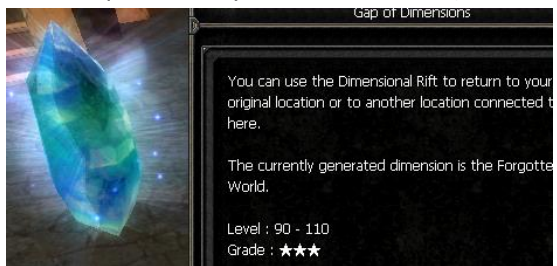 Gap of Dimensions
You can use the Dimensional Rift to return to your
original location or to another location connected t
here.
The currently generated dimension is the Forgotte
World.
Level : 90 - 110
Grade : ★★★